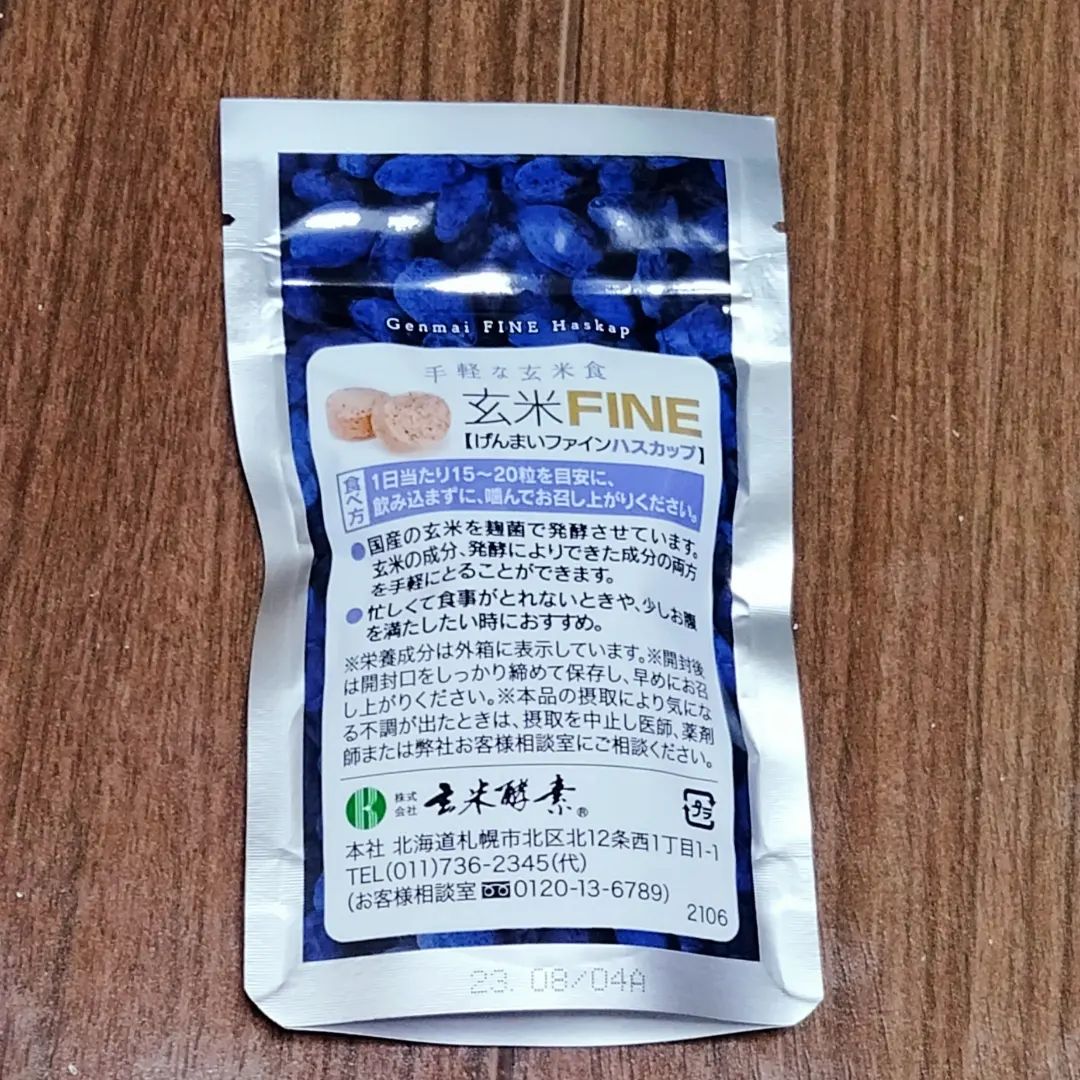 Genmai FINE Haskap
手軽な玄米食
玄米FINE
【げんまいファインハスカップ】
食べ方
1日当たり15～20粒を目安に、
飲み込まずに、噛んでお召し上がりください。
●国産の玄米を麹菌で発酵させています。
玄米の成分、発酵によりできた成分の両方
を手軽にとることができます。
●忙しくて食事がとれないときや、少しお腹
を満たしたい時におすすめ。
※栄養成分は外箱に表示しています。※開封後
は開封口をしっかり締めて保存し、早めにお召
し上がりください。※本品の摂取により気にな
る不調が出たときは、摂取を中止し医師、薬剤
師または弊社お客様相談室にご相談ください。
株式会社 玄米酵素®
プラ
本社 北海道札幌市北区北12条西1丁目1-1
TEL(011)736-2345(代)
(お客様相談室 0120-13-6789)
2106
23. 08/04A